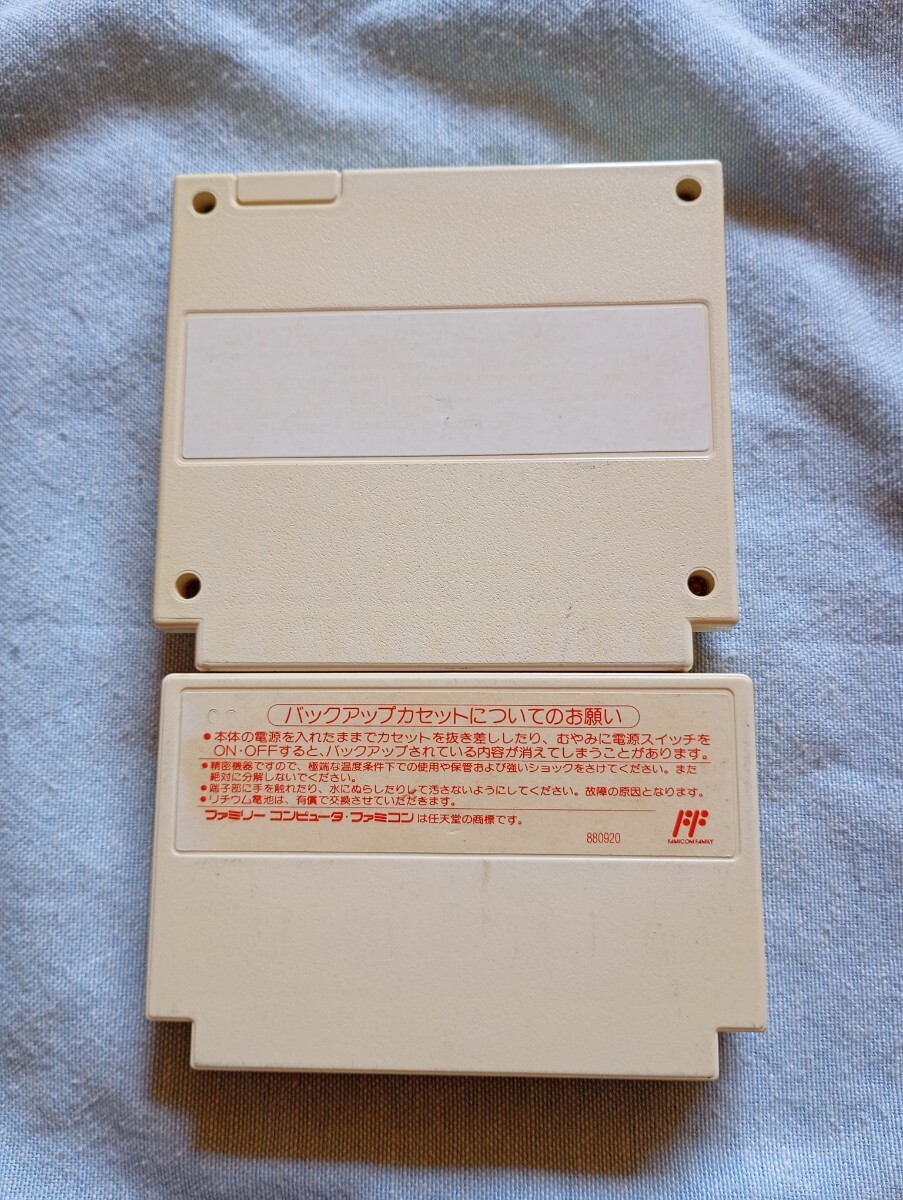 バックアップカセットについてのお願い
●本体の電源を入れたままでカセットを抜き差ししたり、むやみに電源スイッチを
ON・OFFすると、バックアップされている内容が消えてしまうことがあります。
●精密機器ですので、極端な温度条件下での使用や保管および強いショックをさけてください。また
絶対に分解しないでください。
●端子部に手を触れたり、水にぬらしたりして汚さないようにしてください。故障の原因となります。
●リチウム電池は、有償で交換させていただきます。
ファミリーコンピュータ・ファミコンは任天堂の商標です。
880920
FF
FAMICOM FAMILY